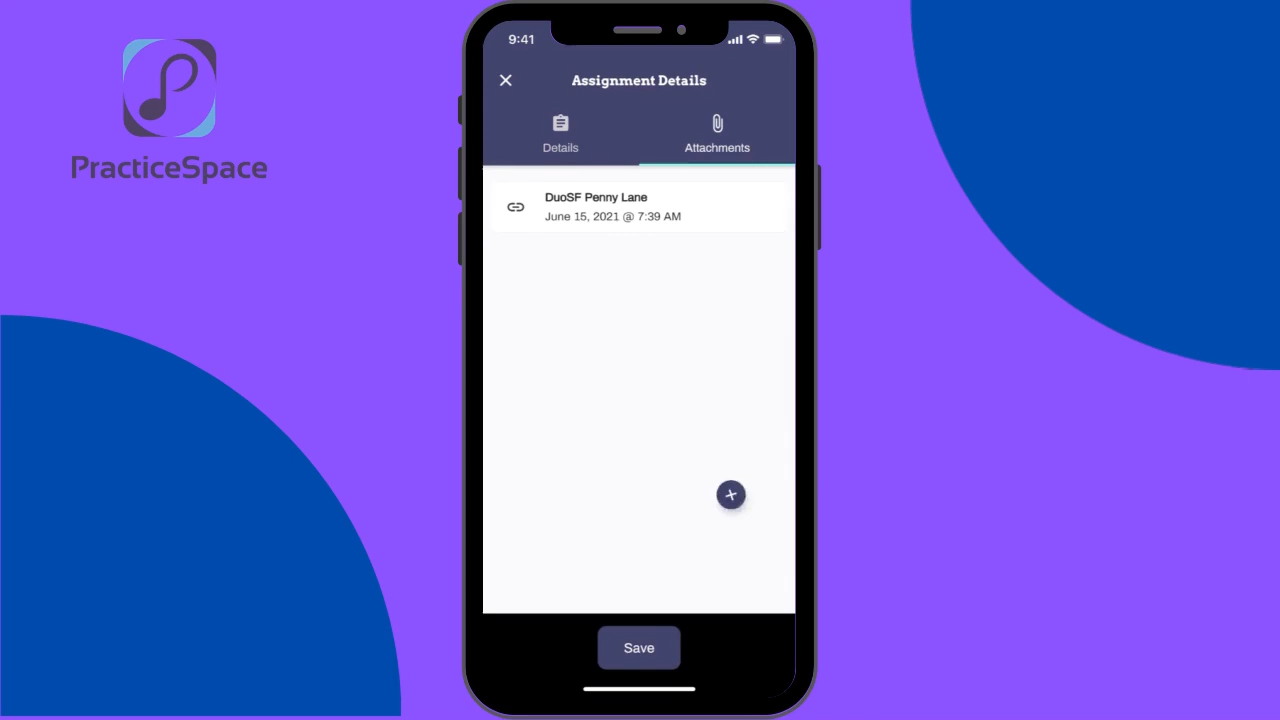 PracticeSpace
9:41
Assignment Details
Details
Attachments
DuoSF Penny Lane
June 15, 2021 @ 7:39 AM
Save